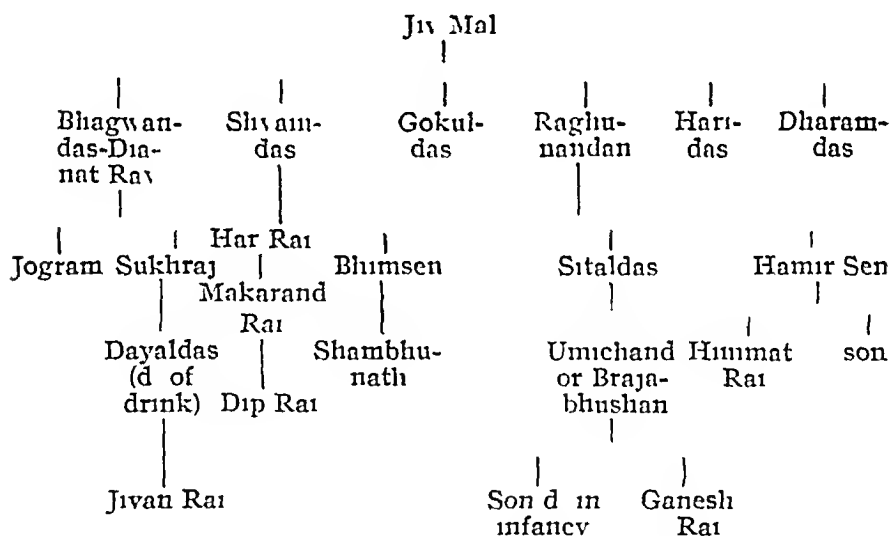 Jiv Mal
Bhagwan- Shyam- Gokul- Raghu- Hari- Dharam-
das-Dia- das das nandan das das
nat Ray
Har Rai
Jogram Sukhraj Bhimsen Sitaldas Hamir Sen
Makarand
Rai
Dayaldas Shambhu- Umichand Himmat son
(d of nath or Braja- Rai
drink) Dip Rai bhushan
Jivan Rai Son d in Ganesh
infancy Rai